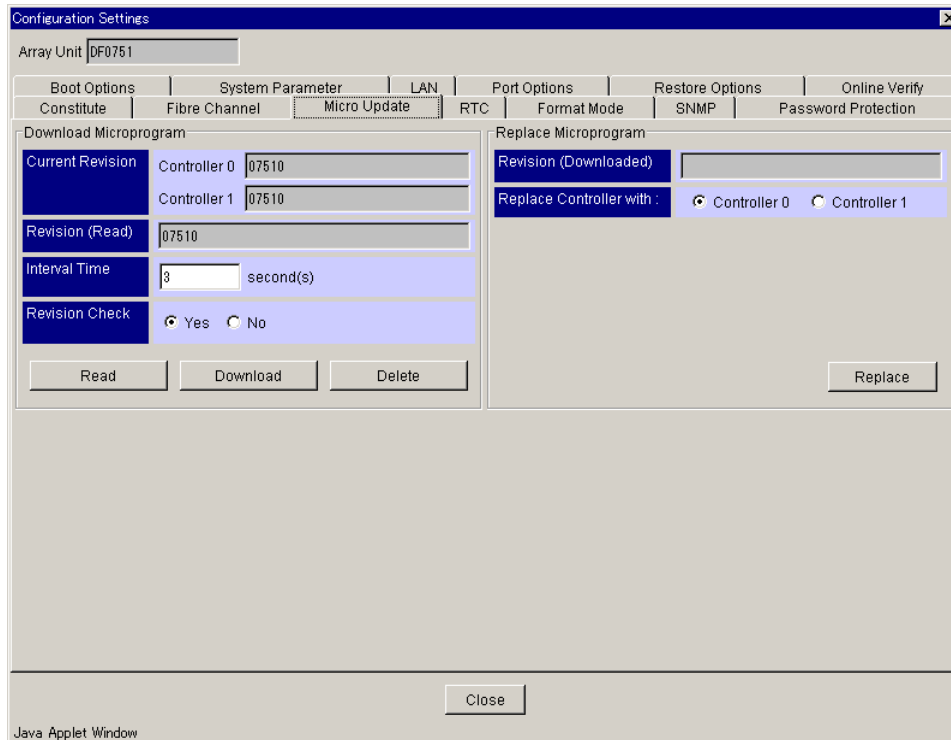 Configuration Settings
Array Unit DF0751
Boot Options System Parameter LAN Port Options Restore Options Online Verify
Constitute Fibre Channel Micro Update RTC Format Mode SNMP Password Protection
Download Microprogram
Current Revision Controller 0 07510
Controller 1 07510
Revision (Read) 07510
Interval Time 3 second(s)
Revision Check Yes No
Read Download Delete
Replace Microprogram
Revision (Downloaded)
Replace Controller with : Controller 0 Controller 1
Replace
Close
Java Applet Window